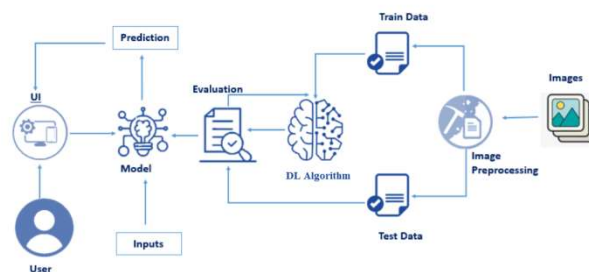 Train Data
Prediction
Images
UI
Evaluation
Model
DL Algorithm
Image
Preprocessing
Test Data
Inputs
User